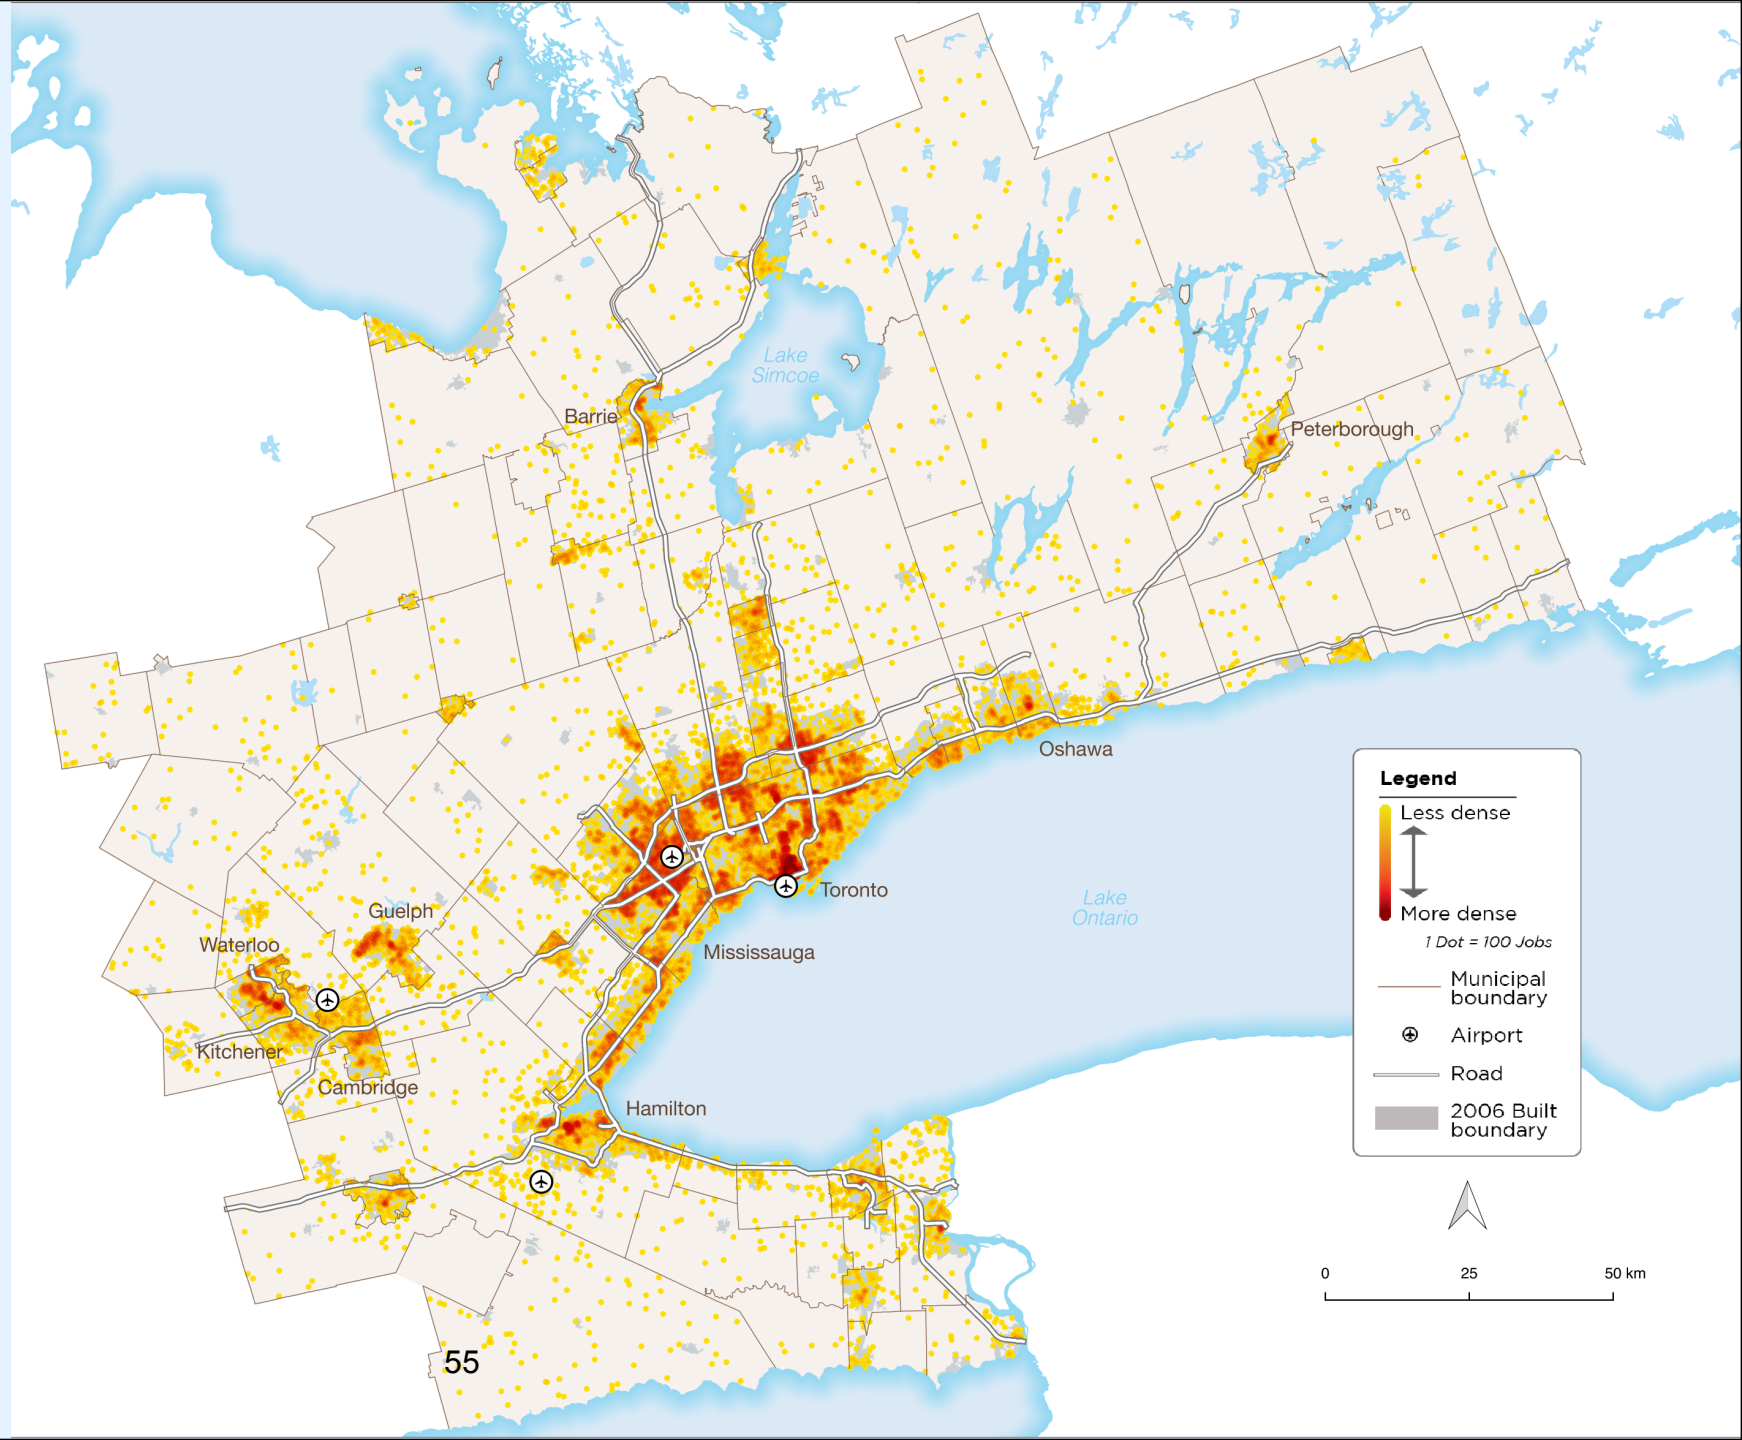 Lake
Simcoe
Barrie
Peterborough
Oshawa
Legend
Less dense
More dense
1 Dot = 100 Jobs
Municipal
boundary
Airport
Road
2006 Built
boundary
Toronto
Lake
Ontario
Guelph
Waterloo
Mississauga
Kitchener
Cambridge
Hamilton
0 25 50 km
55